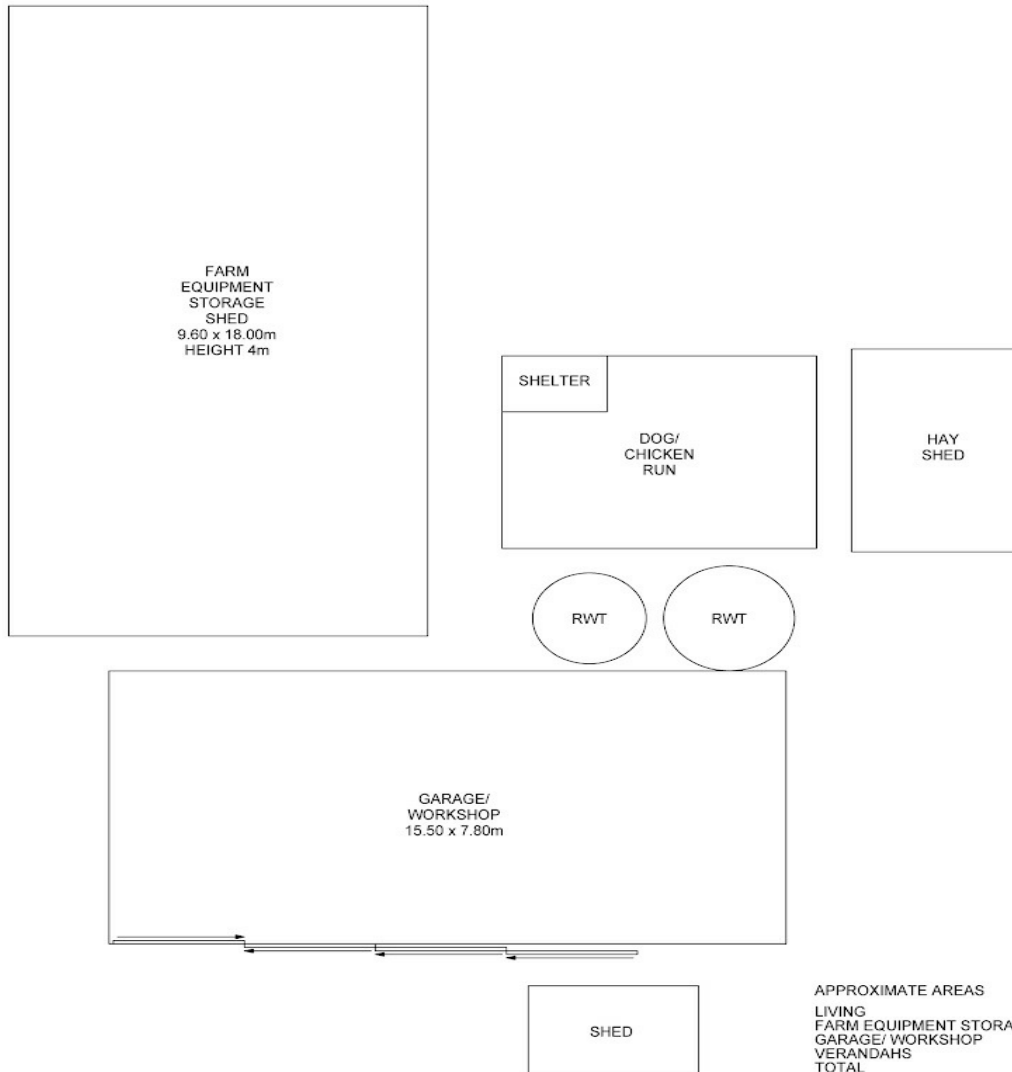 FARM
EQUIPMENT
STORAGE
SHED
9.60 x 18.00m
HEIGHT 4m
SHELTER
DOG/
CHICKEN
RUN
HAY
SHED
RWT
RWT
GARAGE/
WORKSHOP
15.50 x 7.80m
SHED
APPROXIMATE AREAS
LIVING
FARM EQUIPMENT STORA
GARAGE/ WORKSHOP
VERANDAHS
TOTAL